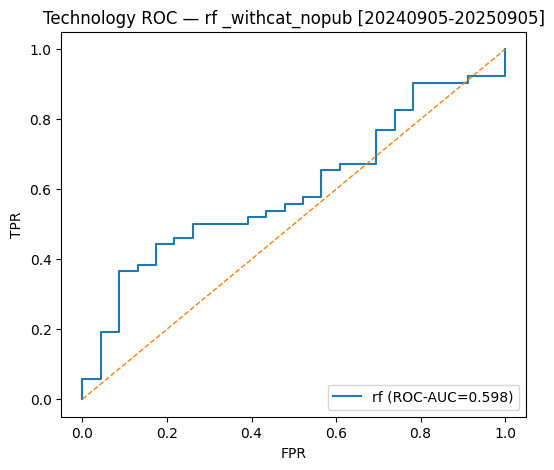 Technology ROC — rf _withcat_nopub [20240905-20250905]
1.0
0.8
0.6
0.4
0.2
0.0
TPR
rf (ROC-AUC=0.598)
0.0 0.2 0.4 0.6 0.8 1.0
FPR